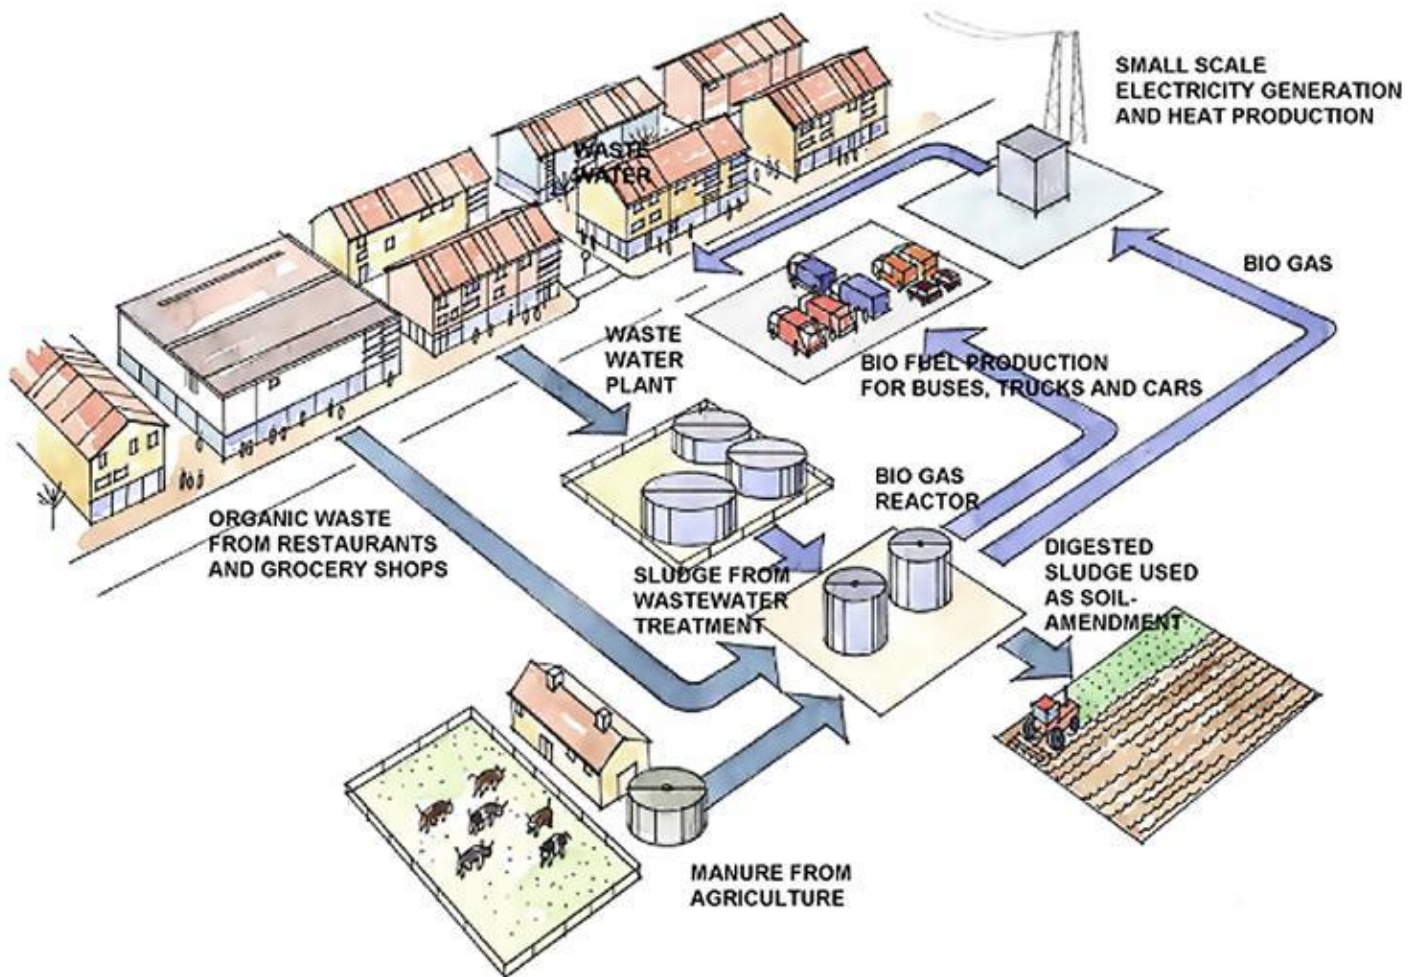 SMALL SCALE
ELECTRICITY GENERATION
AND HEAT PRODUCTION
WASTE
WATER
BIO GAS
WASTE
WATER
PLANT
BIO FUEL PRODUCTION
FOR BUSES, TRUCKS AND CARS
BIO GAS
REACTOR
ORGANIC WASTE
FROM RESTAURANTS
AND GROCERY SHOPS
SLUDGE FROM
WASTEWATER
TREATMENT
DIGESTED
SLUDGE USED
AS SOIL-
AMENDMENT
MANURE FROM
AGRICULTURE